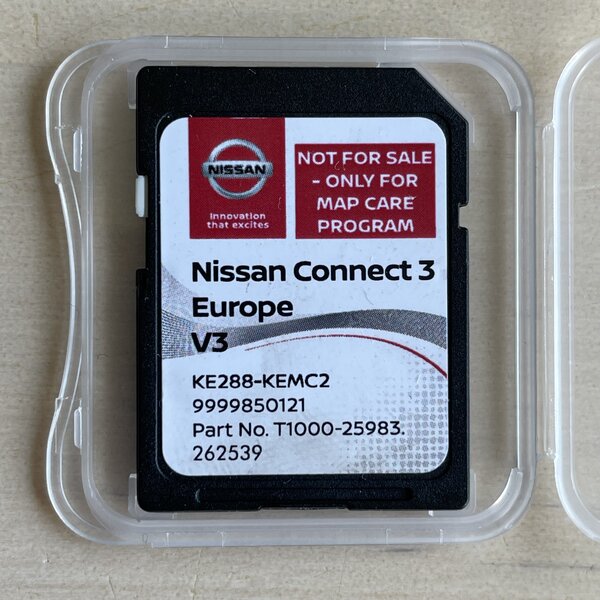 NISSAN
Innovation
that excites
NOT FOR SALE
- ONLY FOR
MAP CARE
PROGRAM
Nissan Connect 3
Europe
V3
KE288-KEMC2
9999850121
Part No. T1000-25983.
262539